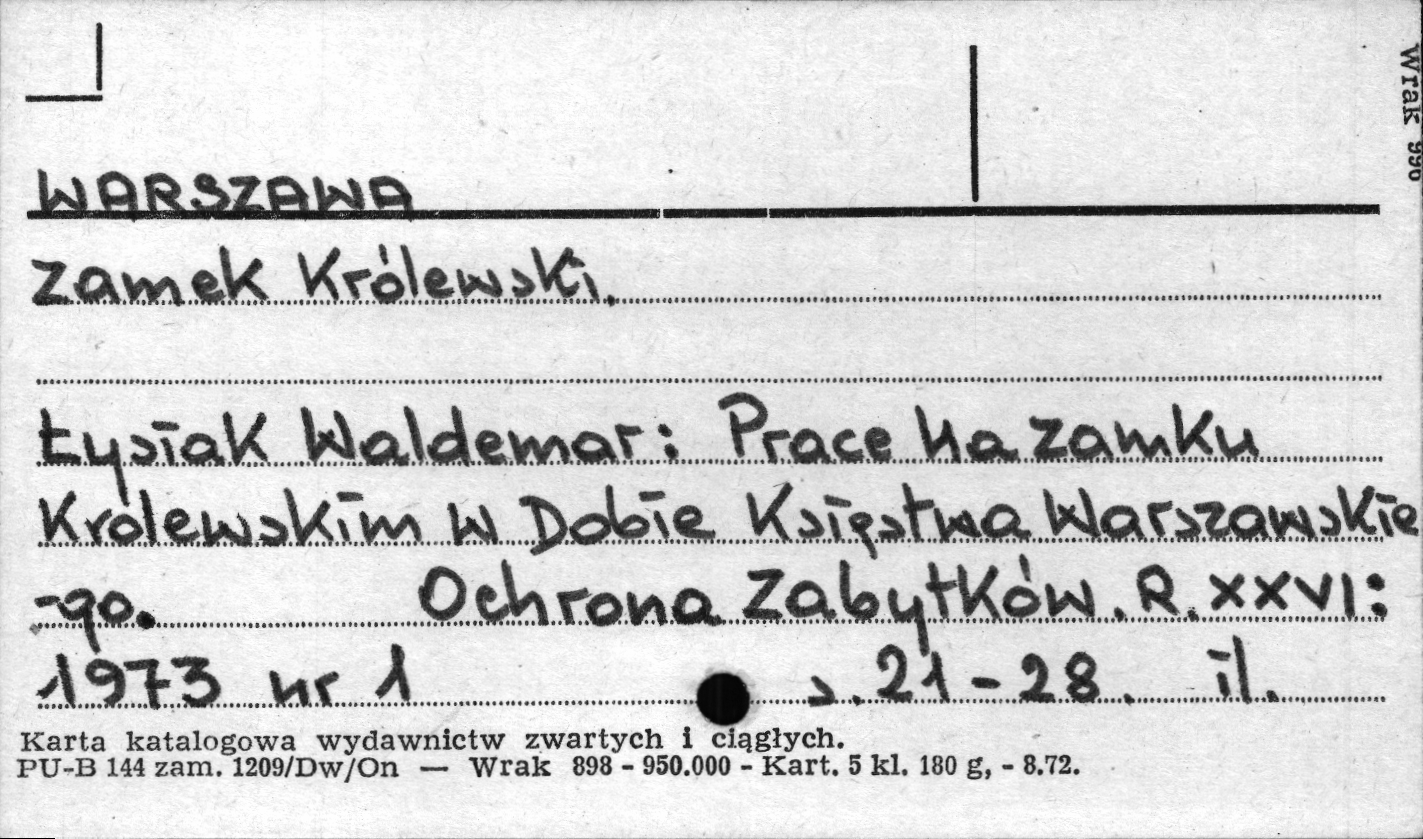 WARSZAWA
Zamek Królewski.
Łysiak Waldemar: Prace na zamku
Królewskim w Dobie Księstwa Warszawskie
-go. Ochrona Zabytków. R. XXVI:
1973 nr 1 s. 21-28. il.
Karta katalogowa wydawnictw zwartych i ciągłych.
PU-B 144 zam. 1209/Dw/On — Wrak 898 - 950.000 - Kart. 5 kl. 180 g, - 8.72.
Wrak 990